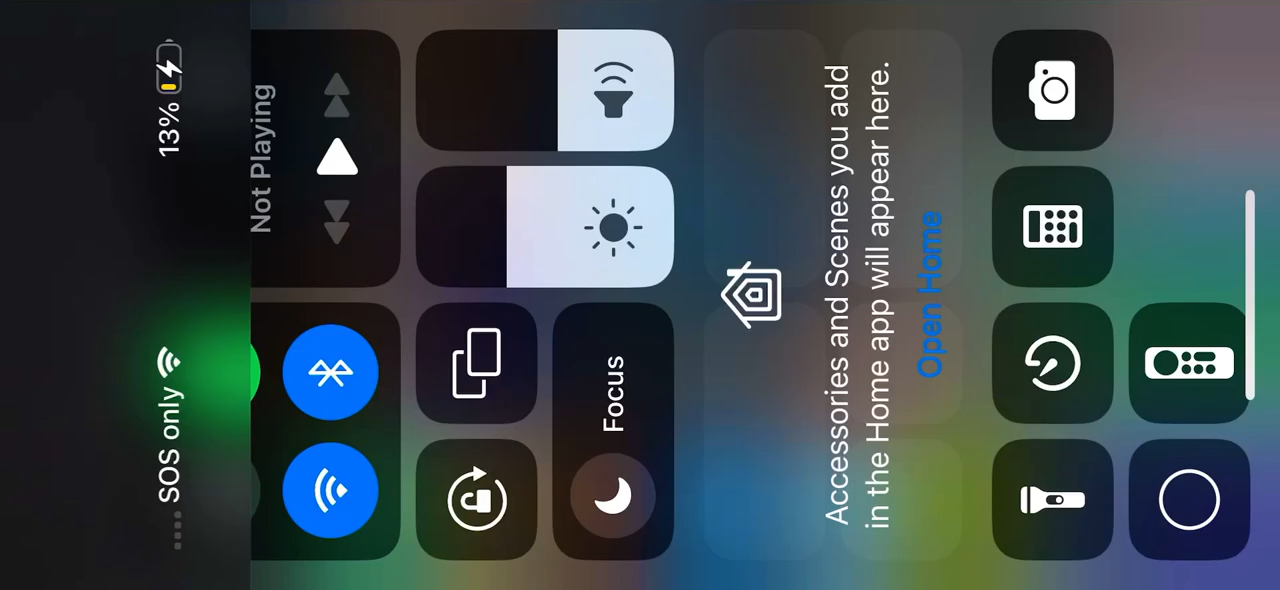 SOS only
13%
Not Playing
Focus
Accessories and Scenes you add
in the Home app will appear here.
Open Home